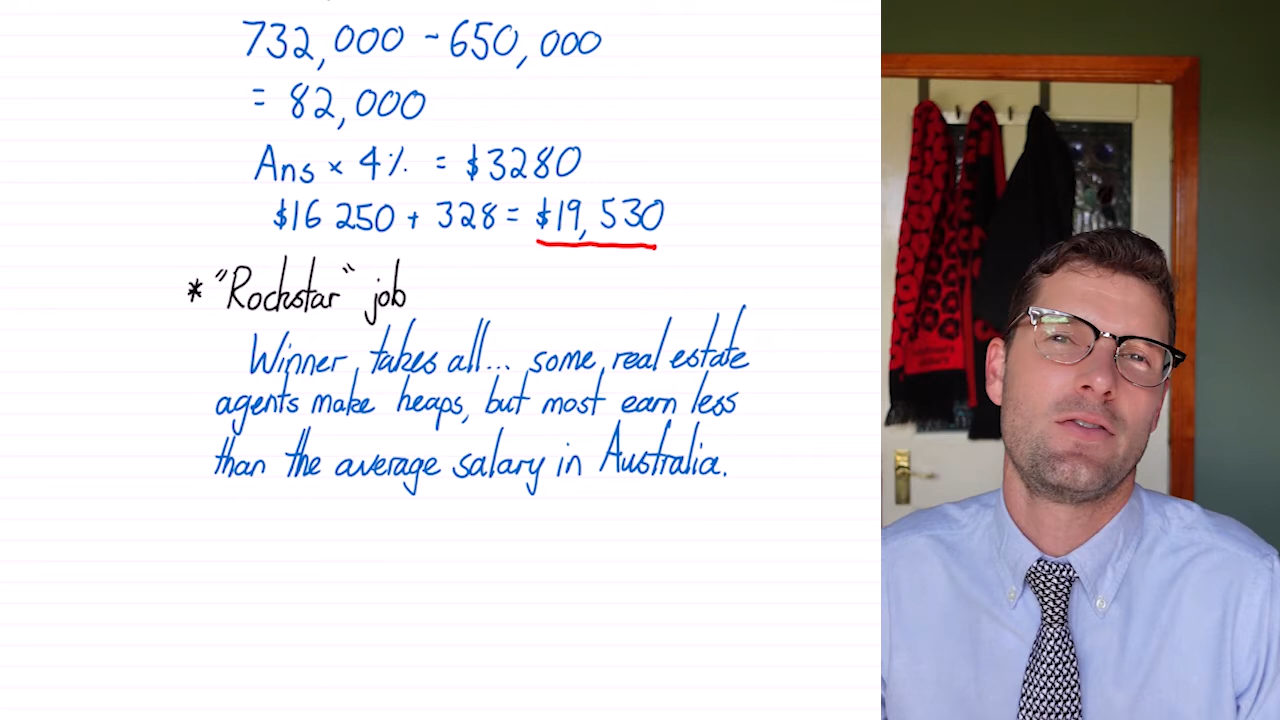 732,000 - 650,000
= 82,000
Ans × 4% = $3280
$16 250 + 328 = $19,530
* "Rockstar" job
Winner takes all... some real estate
agents make heaps, but most earn less
than the average salary in Australia.